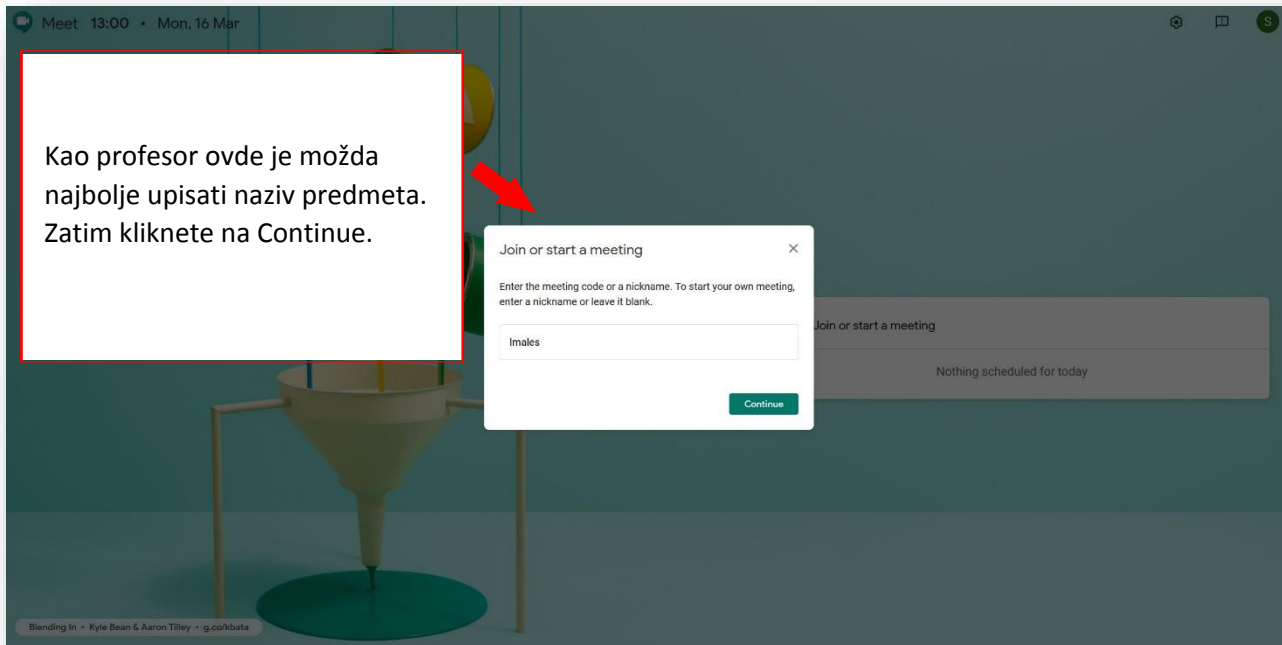 Meet 13:00 • Mon, 16 Mar
S
Kao profesor ovde je možda
najbolje upisati naziv predmeta.
Zatim kliknete na Continue.
Join or start a meeting
Enter the meeting code or a nickname. To start your own meeting,
enter a nickname or leave it blank.
Imales
Continue
Join or start a meeting
Nothing scheduled for today
Blending In • Kyle Bean & Aaron Tilley • g.co/kbata